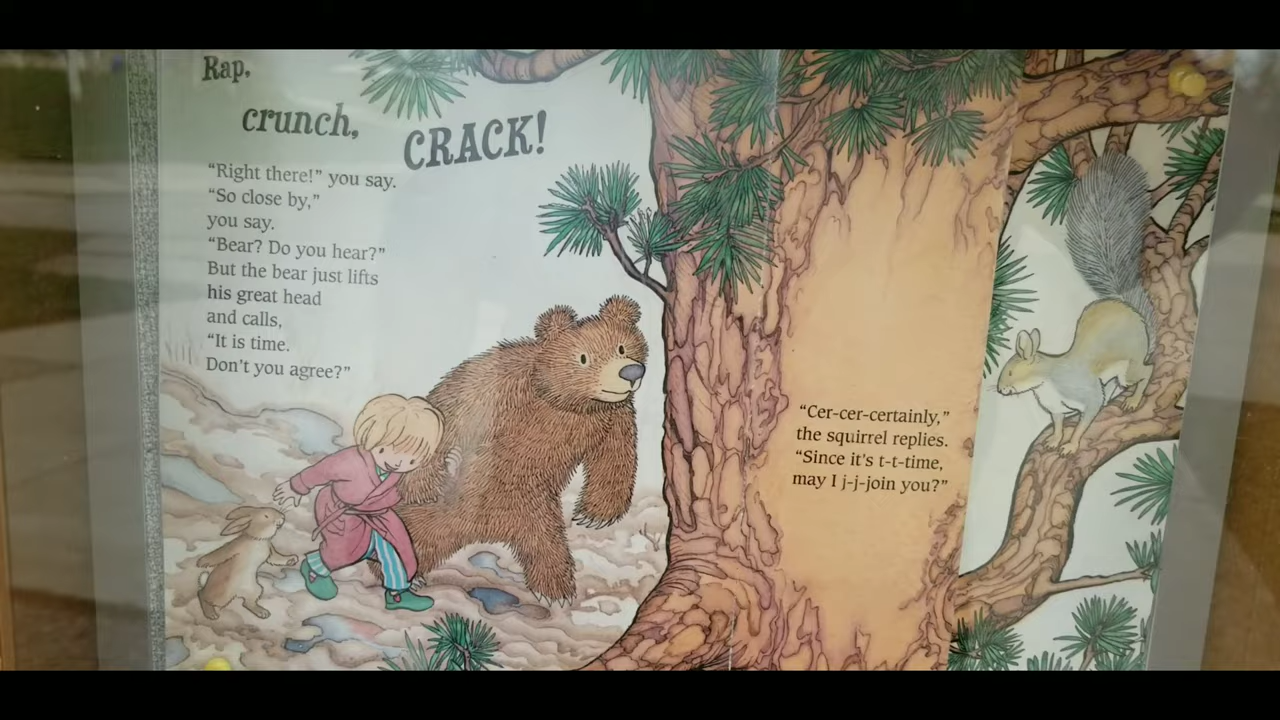 Rap,
crunch,
CRACK!
“Right there!” you say.
“So close by,”
you say.
“Bear? Do you hear?”
But the bear just lifts
his great head
and calls,
“It is time.
Don’t you agree?”
“Cer-cer-certainly,”
the squirrel replies.
“Since it’s t-t-time,
may I j-j-join you?”